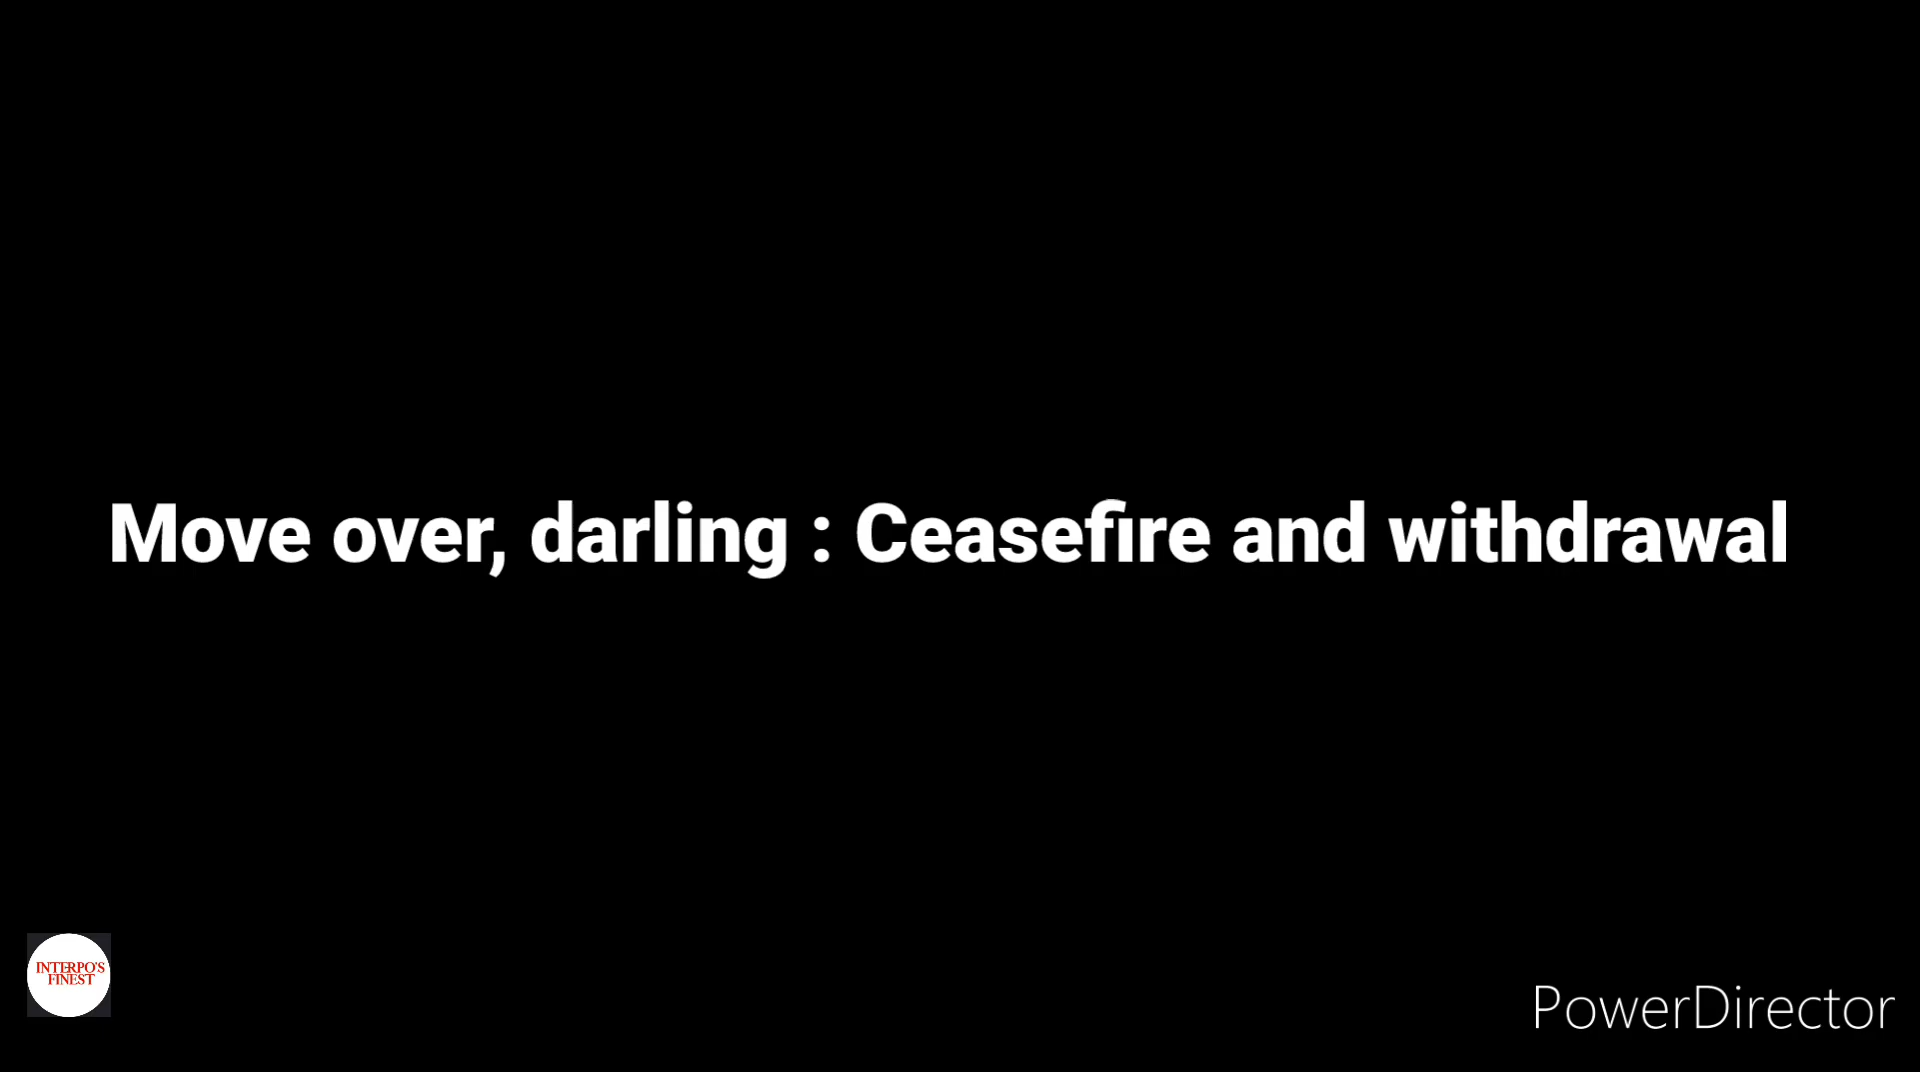 Move over, darling : Ceasefire and withdrawal
INTERPO'S
FINEST
PowerDirector